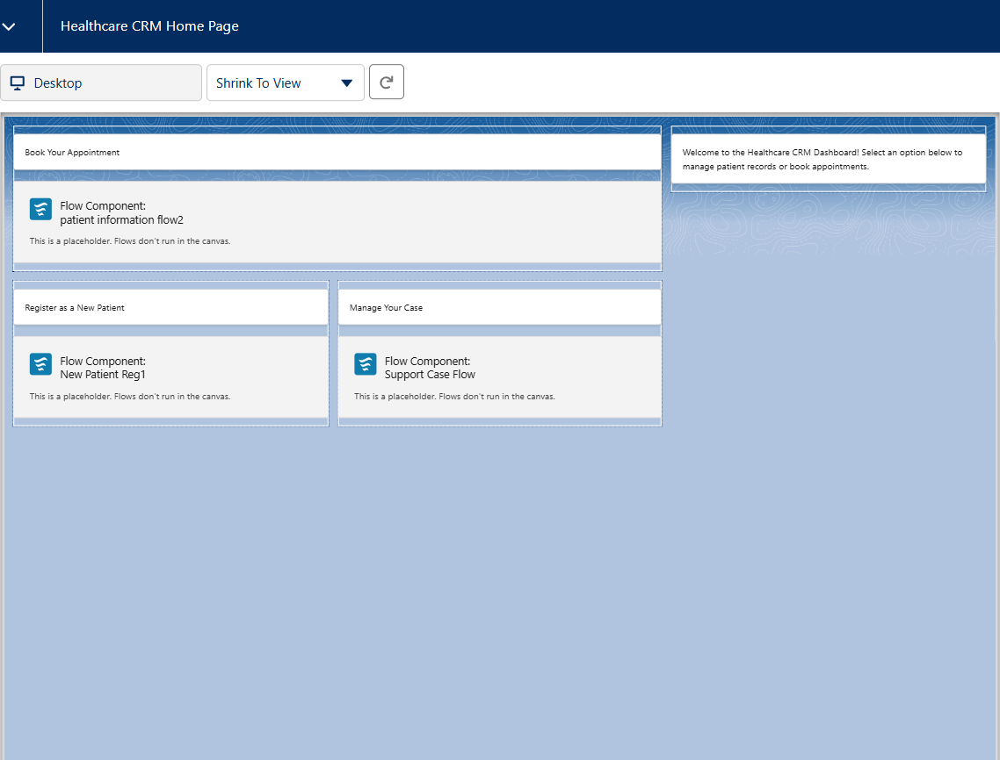 Healthcare CRM Home Page
Desktop
Shrink To View
Book Your Appointment
Flow Component:
patient information flow2
This is a placeholder. Flows don't run in the canvas.
Welcome to the Healthcare CRM Dashboard! Select an option below to
manage patient records or book appointments.
Register as a New Patient
Flow Component:
New Patient Reg1
This is a placeholder. Flows don't run in the canvas.
Manage Your Case
Flow Component:
Support Case Flow
This is a placeholder. Flows don't run in the canvas.